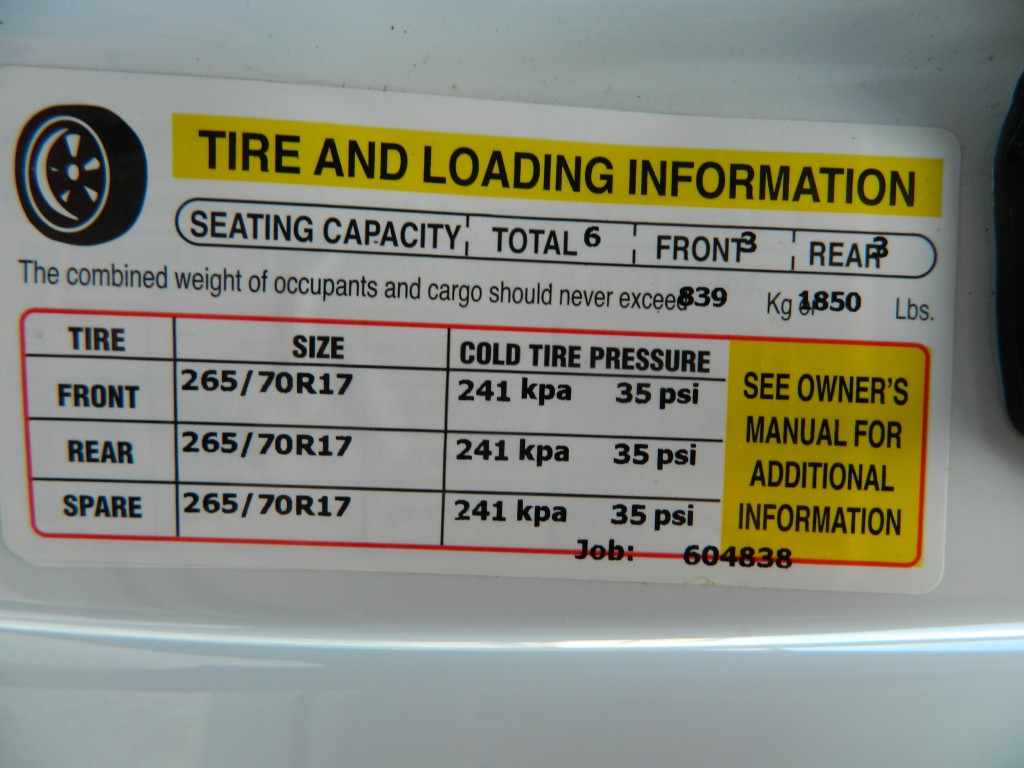 TIRE AND LOADING INFORMATION
SEATING CAPACITY TOTAL 6 FRONT 3 REAR 3
The combined weight of occupants and cargo should never exceed 839 Kg or 1850 Lbs.
TIRE SIZE COLD TIRE PRESSURE
FRONT 265/70R17 241 kpa 35 psi
REAR 265/70R17 241 kpa 35 psi
SPARE 265/70R17 241 kpa 35 psi
SEE OWNER'S
MANUAL FOR
ADDITIONAL
INFORMATION
Job: 604838